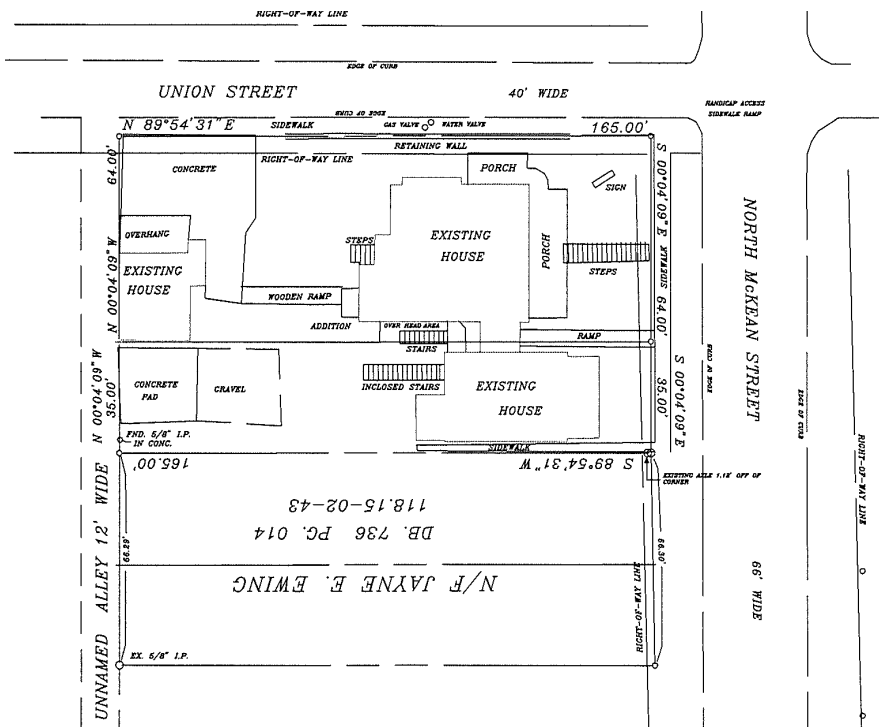 RIGHT-OF-WAY LINE
EDGE OF CURB
UNION STREET
40' WIDE
HANDICAP ACCESS
SIDEWALK RAMP
EDGE OF CURB
GAS VALVE
WATER VALVE
N 89°54'31" E
SIDEWALK
165.00'
RETAINING WALL
RIGHT-OF-WAY LINE
64.00'
N 00°04'09" W
CONCRETE
PORCH
SIGN
S 00°04'09" E
SIDEWALK
64.00'
OVERHANG
EXISTING
HOUSE
STEPS
EXISTING
HOUSE
PORCH
STEPS
NORTH McKEAN STREET
WOODEN RAMP
ADDITION
OVER HEAD AREA
STAIRS
RAMP
N 00°04'09" W
35.00'
CONCRETE
PAD
GRAVEL
INCLOSED STAIRS
EXISTING
HOUSE
35.00'
S 00°04'09" E
EDGE OF CURB
EDGE OF CURB
RIGHT-OF-WAY LINE
FND. 5/8" I.P.
IN CONC.
SIDEWALK
165.00'
S 89°54'31" W
EXISTING AXLE 1.12' OFF OF
CORNER
118.15-02-43
DB. 736 PG. 014
N/F JAYNE E. EWING
66.29'
66.30'
RIGHT-OF-WAY LINE
66' WIDE
UNNAMED ALLEY 12' WIDE
EX. 5/8" I.P.